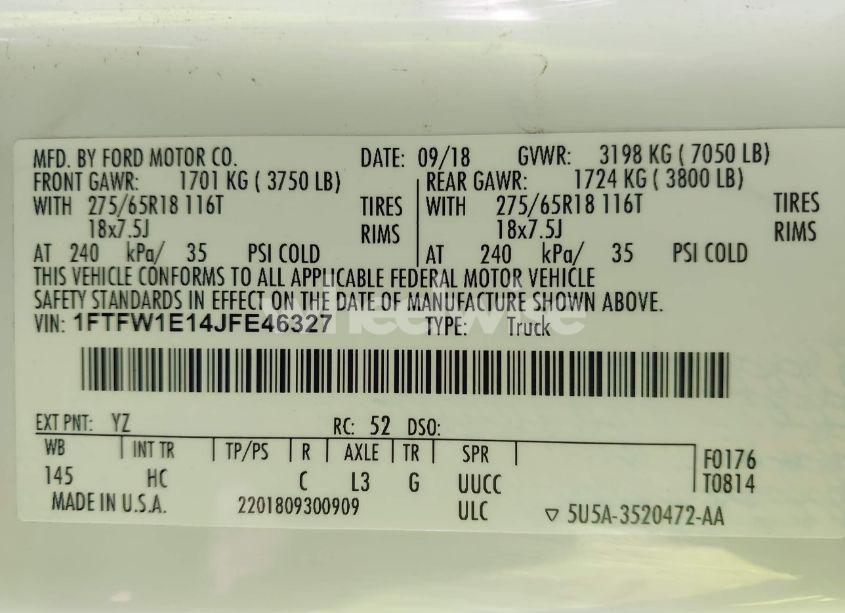 MFD. BY FORD MOTOR CO. DATE: 09/18 GVWR: 3198 KG ( 7050 LB)
FRONT GAWR: 1701 KG ( 3750 LB) REAR GAWR: 1724 KG ( 3800 LB)
WITH 275/65R18 116T TIRES WITH 275/65R18 116T TIRES
18x7.5J RIMS 18x7.5J RIMS
AT 240 kPa/ 35 PSI COLD AT 240 kPa/ 35 PSI COLD
THIS VEHICLE CONFORMS TO ALL APPLICABLE FEDERAL MOTOR VEHICLE
SAFETY STANDARDS IN EFFECT ON THE DATE OF MANUFACTURE SHOWN ABOVE.
VIN: 1FTFW1E14JFE46327 TYPE: Truck
EXT PNT: YZ RC: 52 DSO:
WB INT TR TP/PS R AXLE TR SPR F0176
145 HC C L3 G UUCC T0814
MADE IN U.S.A. 2201809300909 ULC ▽ 5U5A-3520472-AA